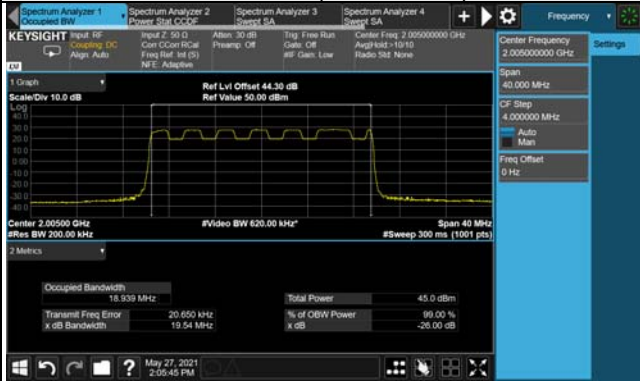 Spectrum Analyzer 1
Occupied BW
Spectrum Analyzer 2
Power Stat CCDF
Spectrum Analyzer 3
Swept SA
Spectrum Analyzer 4
Swept SA
Frequency
KEYSIGHT
Input: RF
Coupling: DC
Align: Auto
Input Z: 50 Ω
Corr CCorr RCal
Freq Ref: Int (S)
NFE: Adaptive
Atten: 30 dB
Preamp: Off
Trig: Free Run
Gate: Off
#IF Gain: Low
Center Freq: 2.005000000 GHz
Avg|Hold:>10/10
Radio Std: None
Center Frequency
2.005000000 GHz
Settings
Span
40.000 MHz
CF Step
4.000000 MHz
Auto
Man
Freq Offset
0 Hz
1 Graph
Scale/Div 10.0 dB
Ref Lvl Offset 44.30 dB
Ref Value 50.00 dBm
Log
40.0
30.0
20.0
10.0
0.00
-10.0
-20.0
-30.0
-40.0
Center 2.00500 GHz
#Res BW 200.00 kHz
#Video BW 620.00 kHz*
Span 40 MHz
#Sweep 300 ms (1001 pts)
2 Metrics
Occupied Bandwidth
18.939 MHz
Total Power
45.0 dBm
Transmit Freq Error
20.650 kHz
% of OBW Power
99.00 %
x dB Bandwidth
19.54 MHz
x dB
-26.00 dB
May 27, 2021
2:05:45 PM